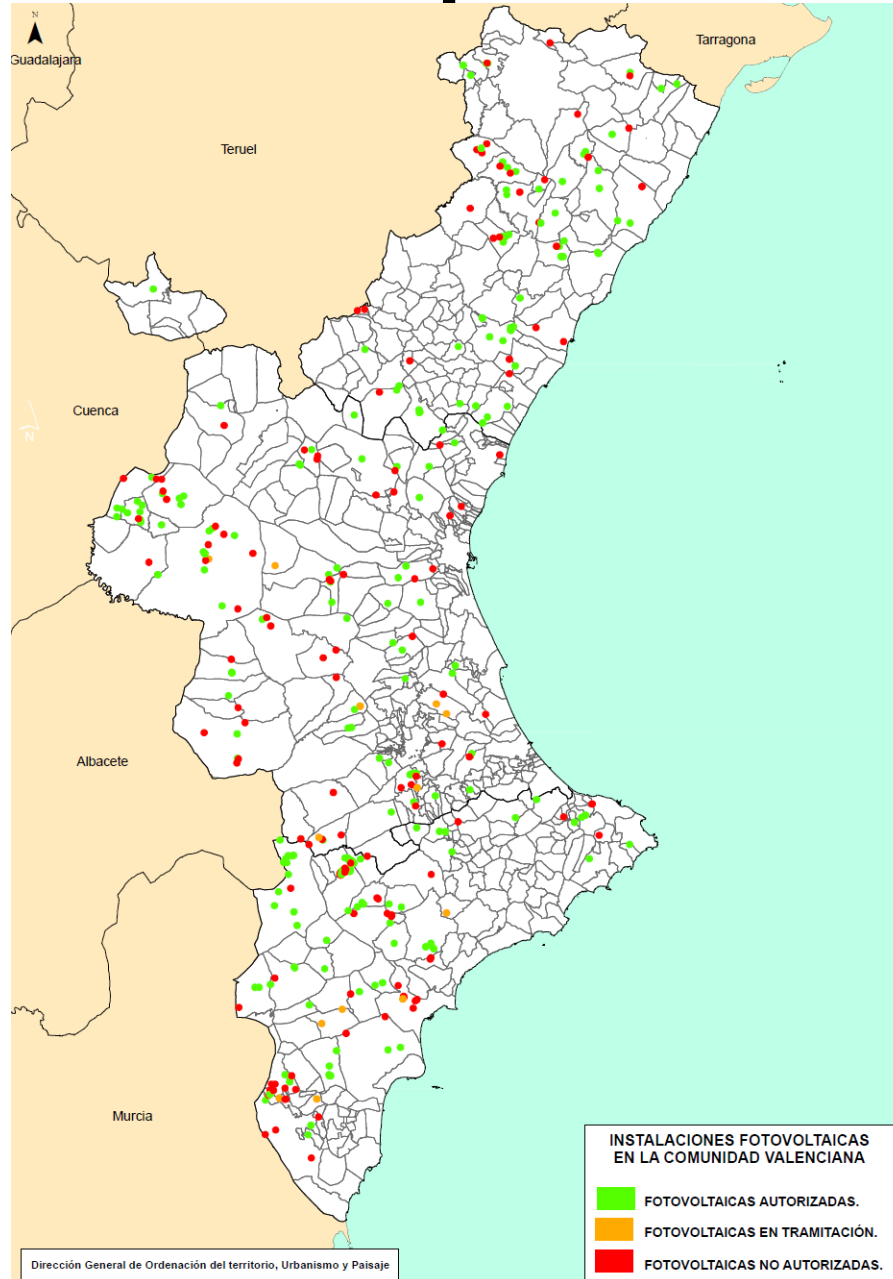 N
Tarragona
Guadalajara
Teruel
Cuenca
N
Albacete
Murcia
INSTALACIONES FOTOVOLTAICAS
EN LA COMUNIDAD VALENCIANA
FOTOVOLTAICAS AUTORIZADAS.
FOTOVOLTAICAS EN TRAMITACIÓN.
FOTOVOLTAICAS NO AUTORIZADAS.
Dirección General de Ordenación del territorio, Urbanismo y Paisaje